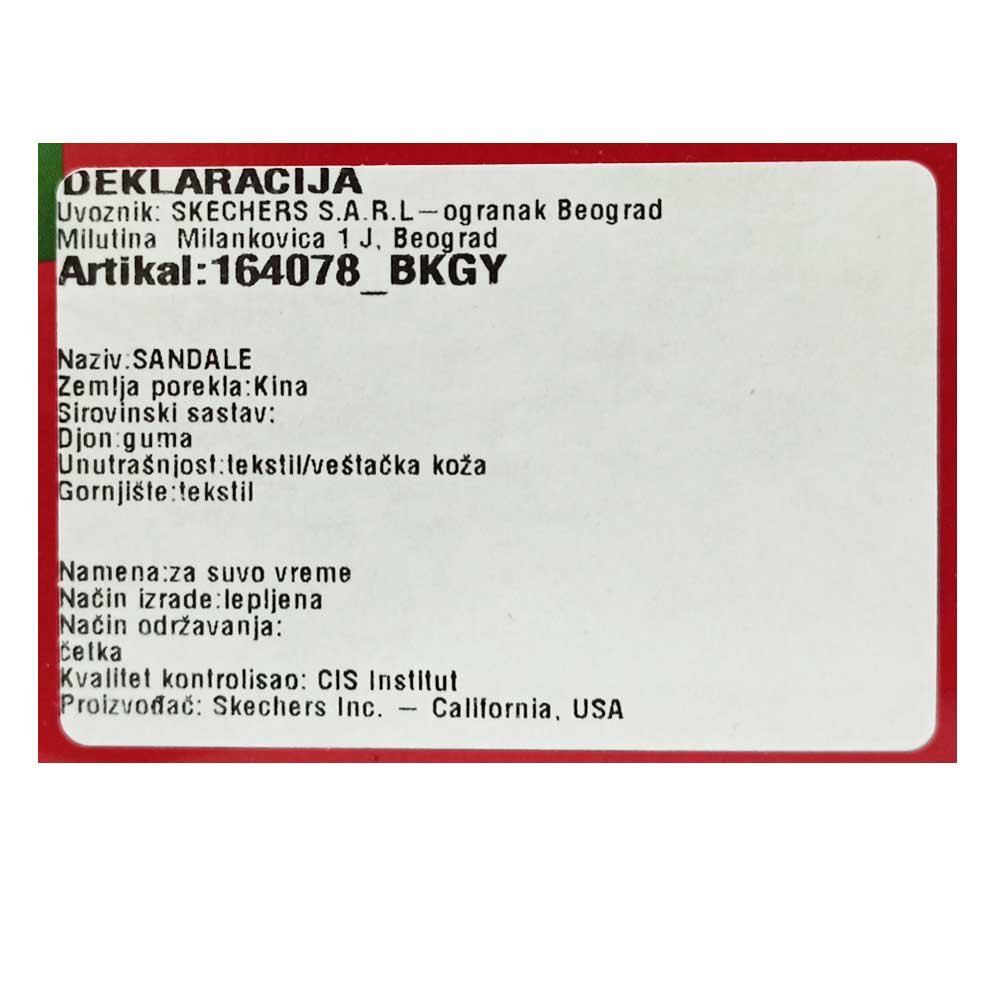 DEKLARACIJA
Uvoznik: SKECHERS S.A.R.L—ogranak Beograd
Milutina Milankovica 1 J, Beograd
Artikal:164078_BKGY
Naziv:SANDALE
Zemlja porekla:Kina
Sirovinski sastav:
Djon:guma
Unutrašnjost:tekstil/veštačka koža
Gornjište:tekstil
Namena:za suvo vreme
Način izrade:lepljena
Način održavanja:
četka
Kvalitet kontrolisao: CIS Institut
Proizvođač: Skechers Inc. — California, USA